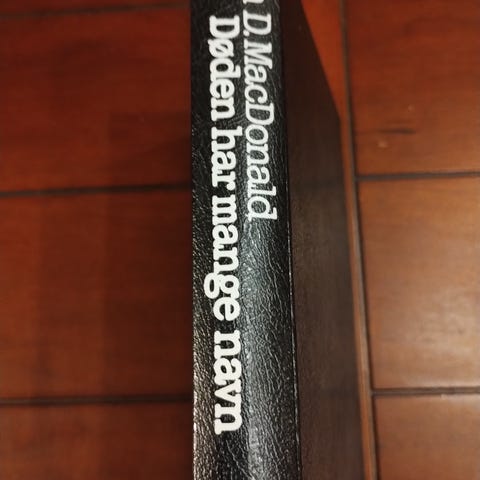 D. MacDonald
Døden har mange navn